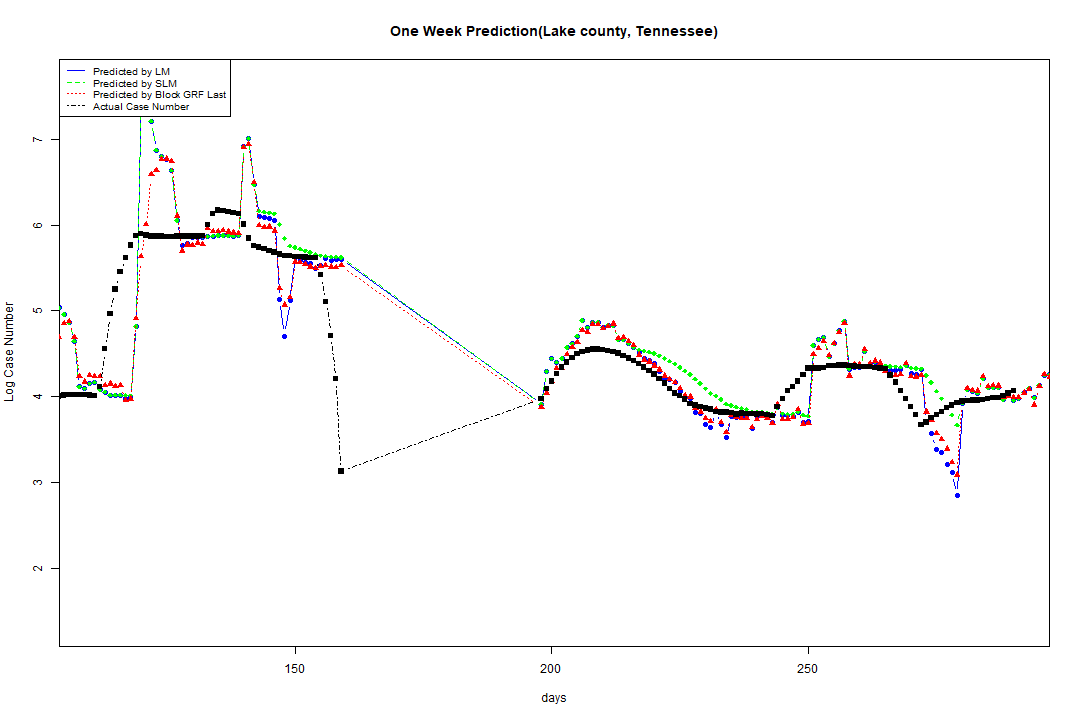 One Week Prediction(Lake county, Tennessee)
Predicted by LM
Predicted by SLM
Predicted by Block GRF Last
Actual Case Number
7
6
5
4
3
2
Log Case Number
150
200
250
days